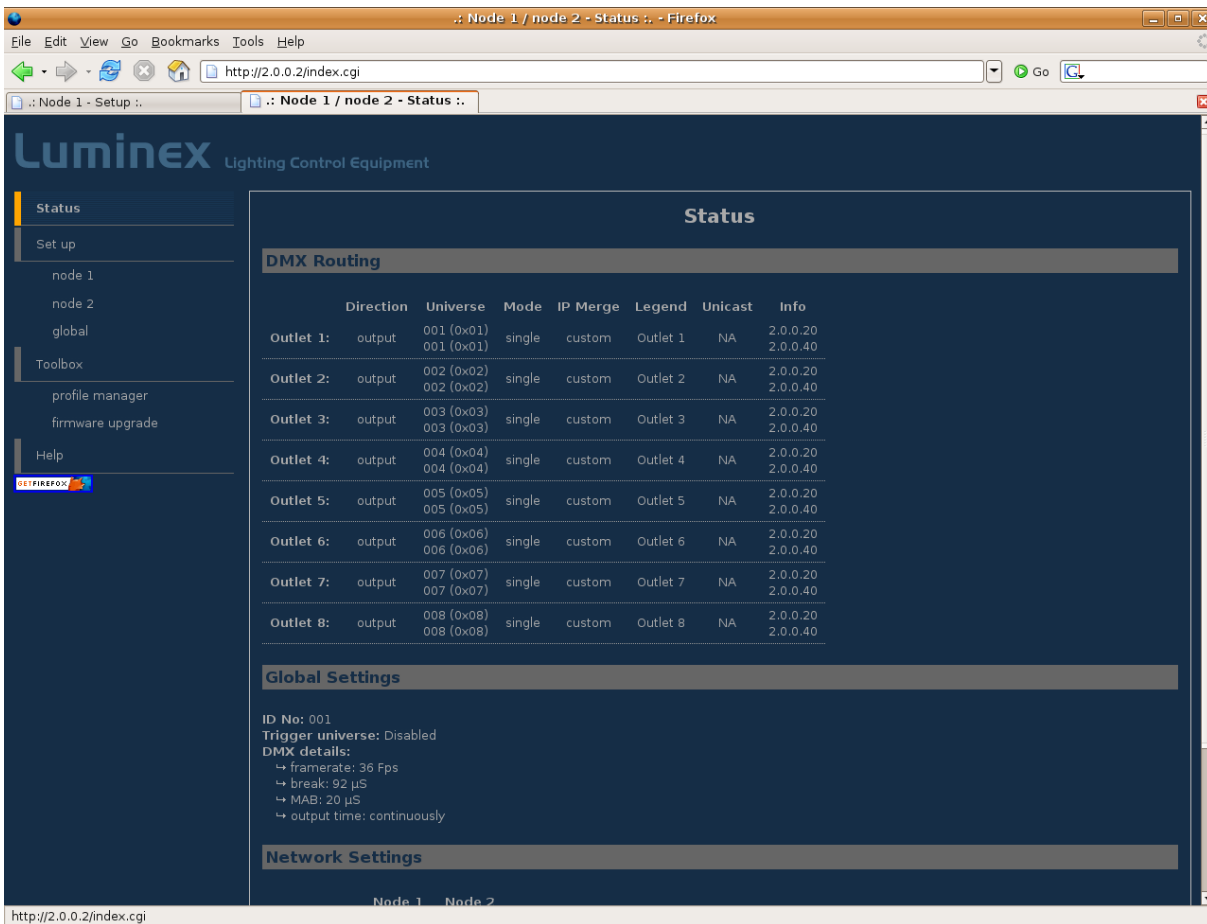 .: Node 1 / node 2 - Status :. - Firefox
File Edit View Go Bookmarks Tools Help
http://2.0.0.2/index.cgi Go G
.: Node 1 - Setup :. .: Node 1 / node 2 - Status :.
Luminex Lighting Control Equipment
Status
Set up
node 1
node 2
global
Toolbox
profile manager
firmware upgrade
Help
GETFIREFOX
Status
DMX Routing
Direction Universe Mode IP Merge Legend Unicast Info
Outlet 1: output 001 (0x01) 001 (0x01) single custom Outlet 1 NA 2.0.0.20 2.0.0.40
Outlet 2: output 002 (0x02) 002 (0x02) single custom Outlet 2 NA 2.0.0.20 2.0.0.40
Outlet 3: output 003 (0x03) 003 (0x03) single custom Outlet 3 NA 2.0.0.20 2.0.0.40
Outlet 4: output 004 (0x04) 004 (0x04) single custom Outlet 4 NA 2.0.0.20 2.0.0.40
Outlet 5: output 005 (0x05) 005 (0x05) single custom Outlet 5 NA 2.0.0.20 2.0.0.40
Outlet 6: output 006 (0x06) 006 (0x06) single custom Outlet 6 NA 2.0.0.20 2.0.0.40
Outlet 7: output 007 (0x07) 007 (0x07) single custom Outlet 7 NA 2.0.0.20 2.0.0.40
Outlet 8: output 008 (0x08) 008 (0x08) single custom Outlet 8 NA 2.0.0.20 2.0.0.40
Global Settings
ID No: 001
Trigger universe: Disabled
DMX details:
↪ framerate: 36 Fps
↪ break: 92 µS
↪ MAB: 20 µS
↪ output time: continuously
Network Settings
Node 1 Node 2
http://2.0.0.2/index.cgi